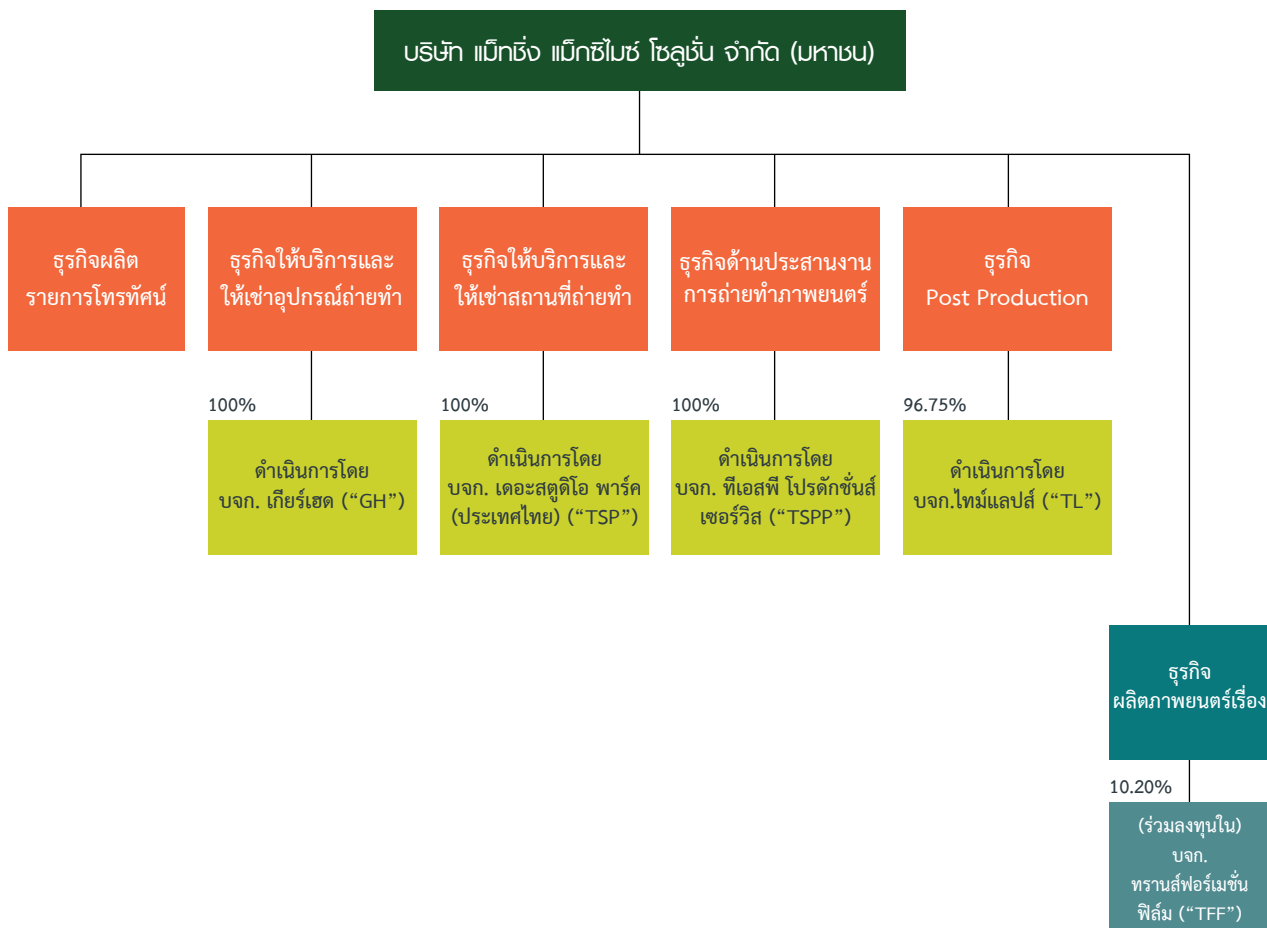 บริษัท แม็ทชิ่ง แม็กซิไมซ์ โซลูชั่น จำกัด (มหาชน)
ธุรกิจผลิต
รายการโทรทัศน์
ธุรกิจให้บริการและ
ให้เช่าอุปกรณ์ถ่ายทำ
ธุรกิจให้บริการและ
ให้เช่าสถานที่ถ่ายทำ
ธุรกิจด้านประสานงาน
การถ่ายทำภาพยนตร์
ธุรกิจ
Post Production
100%
ดำเนินการโดย
บจก. เกียร์เฮด (“GH”)
100%
ดำเนินการโดย
บจก. เดอะสตูดิโอ พาร์ค
(ประเทศไทย) (“TSP”)
100%
ดำเนินการโดย
บจก. ทีเอสพี โปรดักชั่นส์
เซอร์วิส (“TSPP”)
96.75%
ดำเนินการโดย
บจก.ไทม์แลปส์ (“TL”)
ธุรกิจ
ผลิตภาพยนตร์เรื่อง
10.20%
(ร่วมลงทุนใน)
บจก.
ทรานส์ฟอร์เมชั่น
ฟิล์ม (“TFF”)